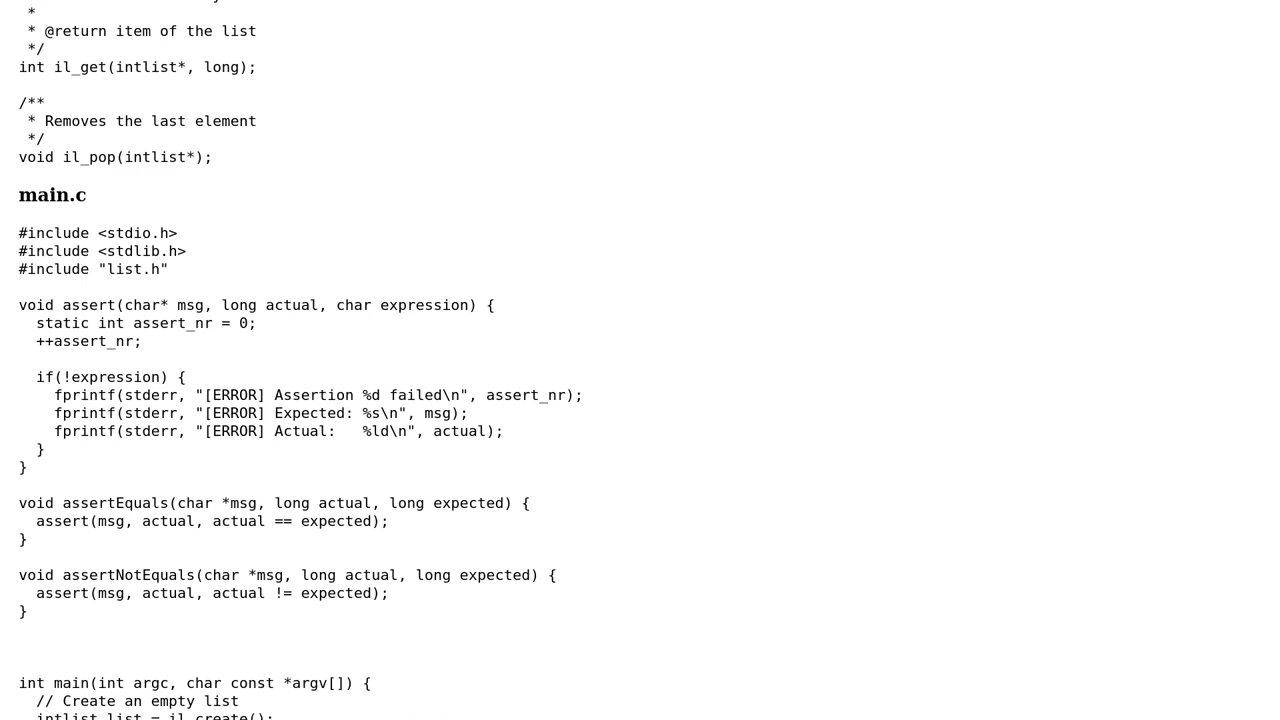 *
 * @return item of the list
 */
int il_get(intlist*, long);

/**
 * Removes the last element
 */
void il_pop(intlist*);

main.c

#include <stdio.h>
#include <stdlib.h>
#include "list.h"

void assert(char* msg, long actual, char expression) {
  static int assert_nr = 0;
  ++assert_nr;

  if(!expression) {
    fprintf(stderr, "[ERROR] Assertion %d failed\n", assert_nr);
    fprintf(stderr, "[ERROR] Expected: %s\n", msg);
    fprintf(stderr, "[ERROR] Actual:   %ld\n", actual);
  }
}

void assertEquals(char *msg, long actual, long expected) {
  assert(msg, actual, actual == expected);
}

void assertNotEquals(char *msg, long actual, long expected) {
  assert(msg, actual, actual != expected);
}

int main(int argc, char const *argv[]) {
  // Create an empty list
  intlist list = il_create();